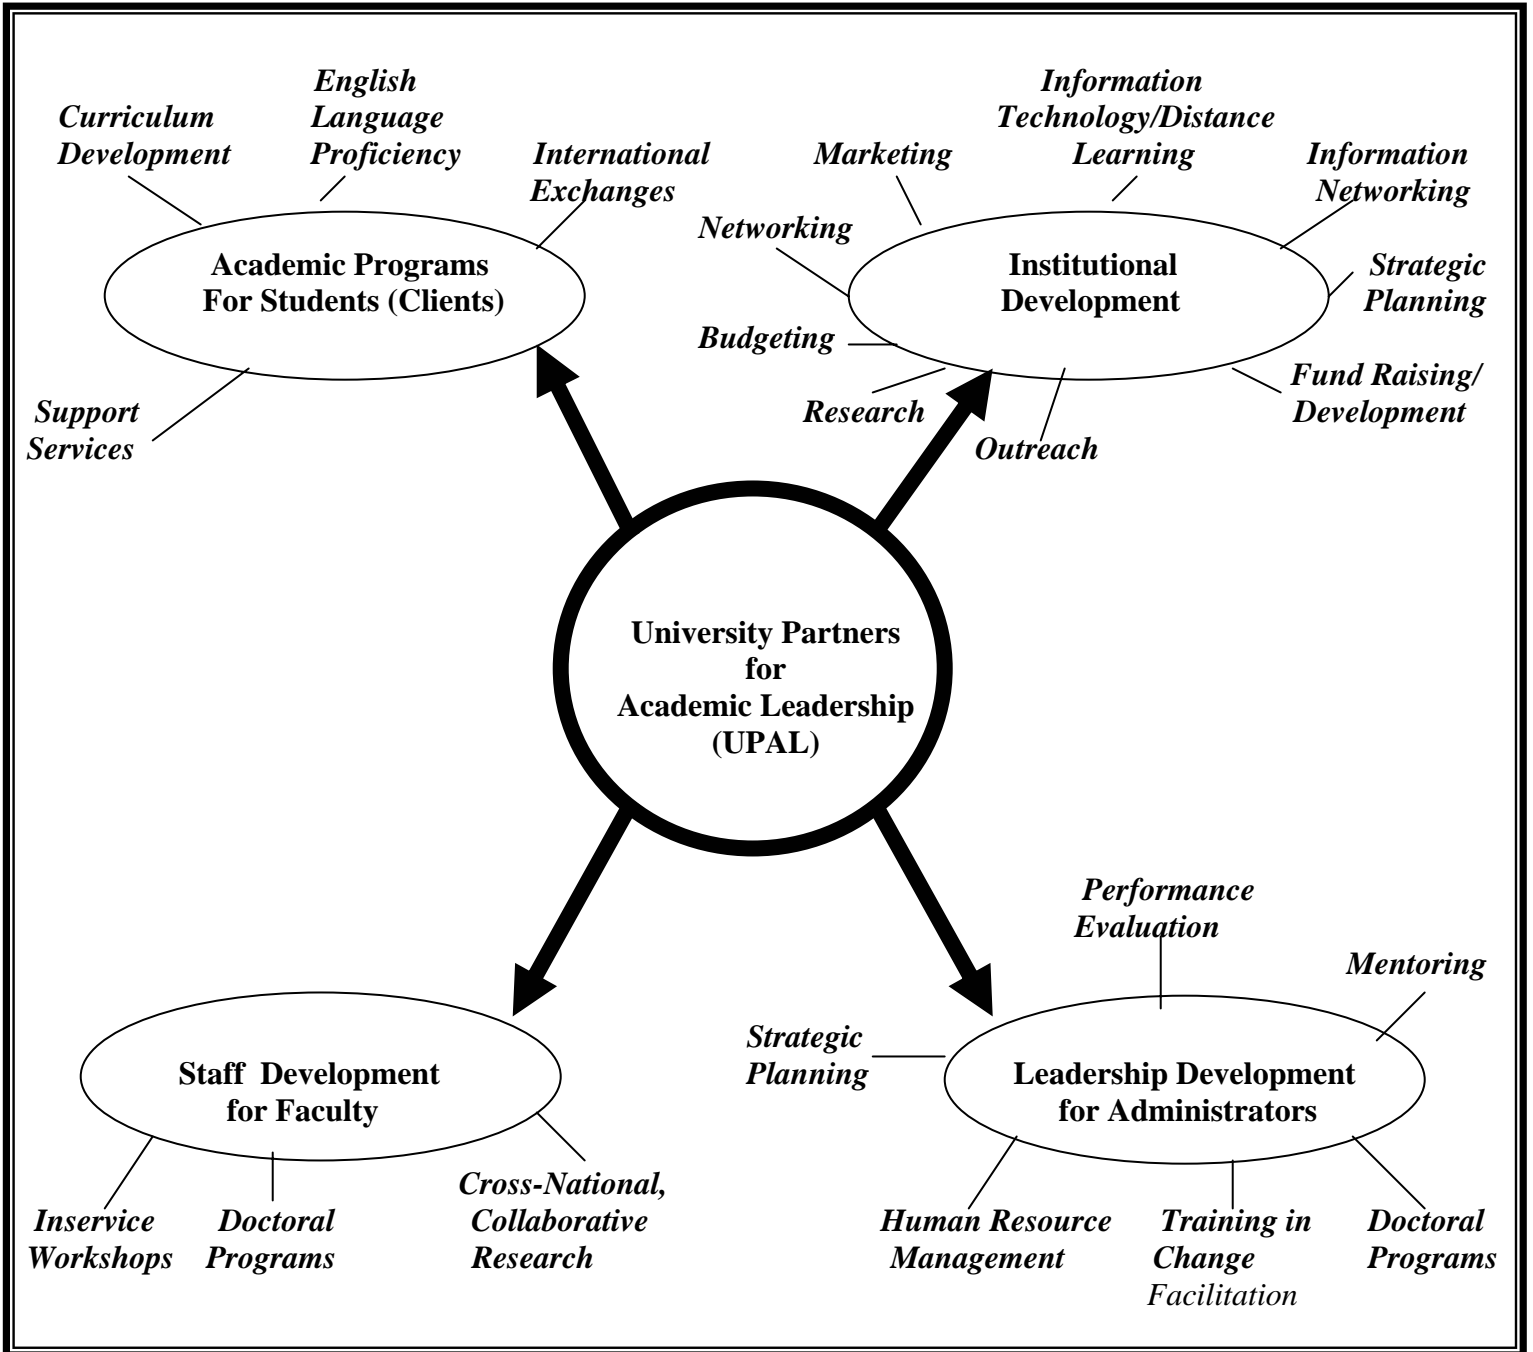 English
Language
Proficiency
Curriculum
Development
International
Exchanges
Academic Programs
For Students (Clients)
Support
Services
Information
Technology/Distance
Learning
Marketing
Information
Networking
Networking
Institutional
Development
Strategic
Planning
Budgeting
Fund Raising/
Development
Research
Outreach
University Partners
for
Academic Leadership
(UPAL)
Staff  Development
for Faculty
Inservice
Workshops
Doctoral
Programs
Cross-National,
Collaborative
Research
Performance
Evaluation
Mentoring
Strategic
Planning
Leadership Development
for Administrators
Human Resource
Management
Training in
Change
Facilitation
Doctoral
Programs